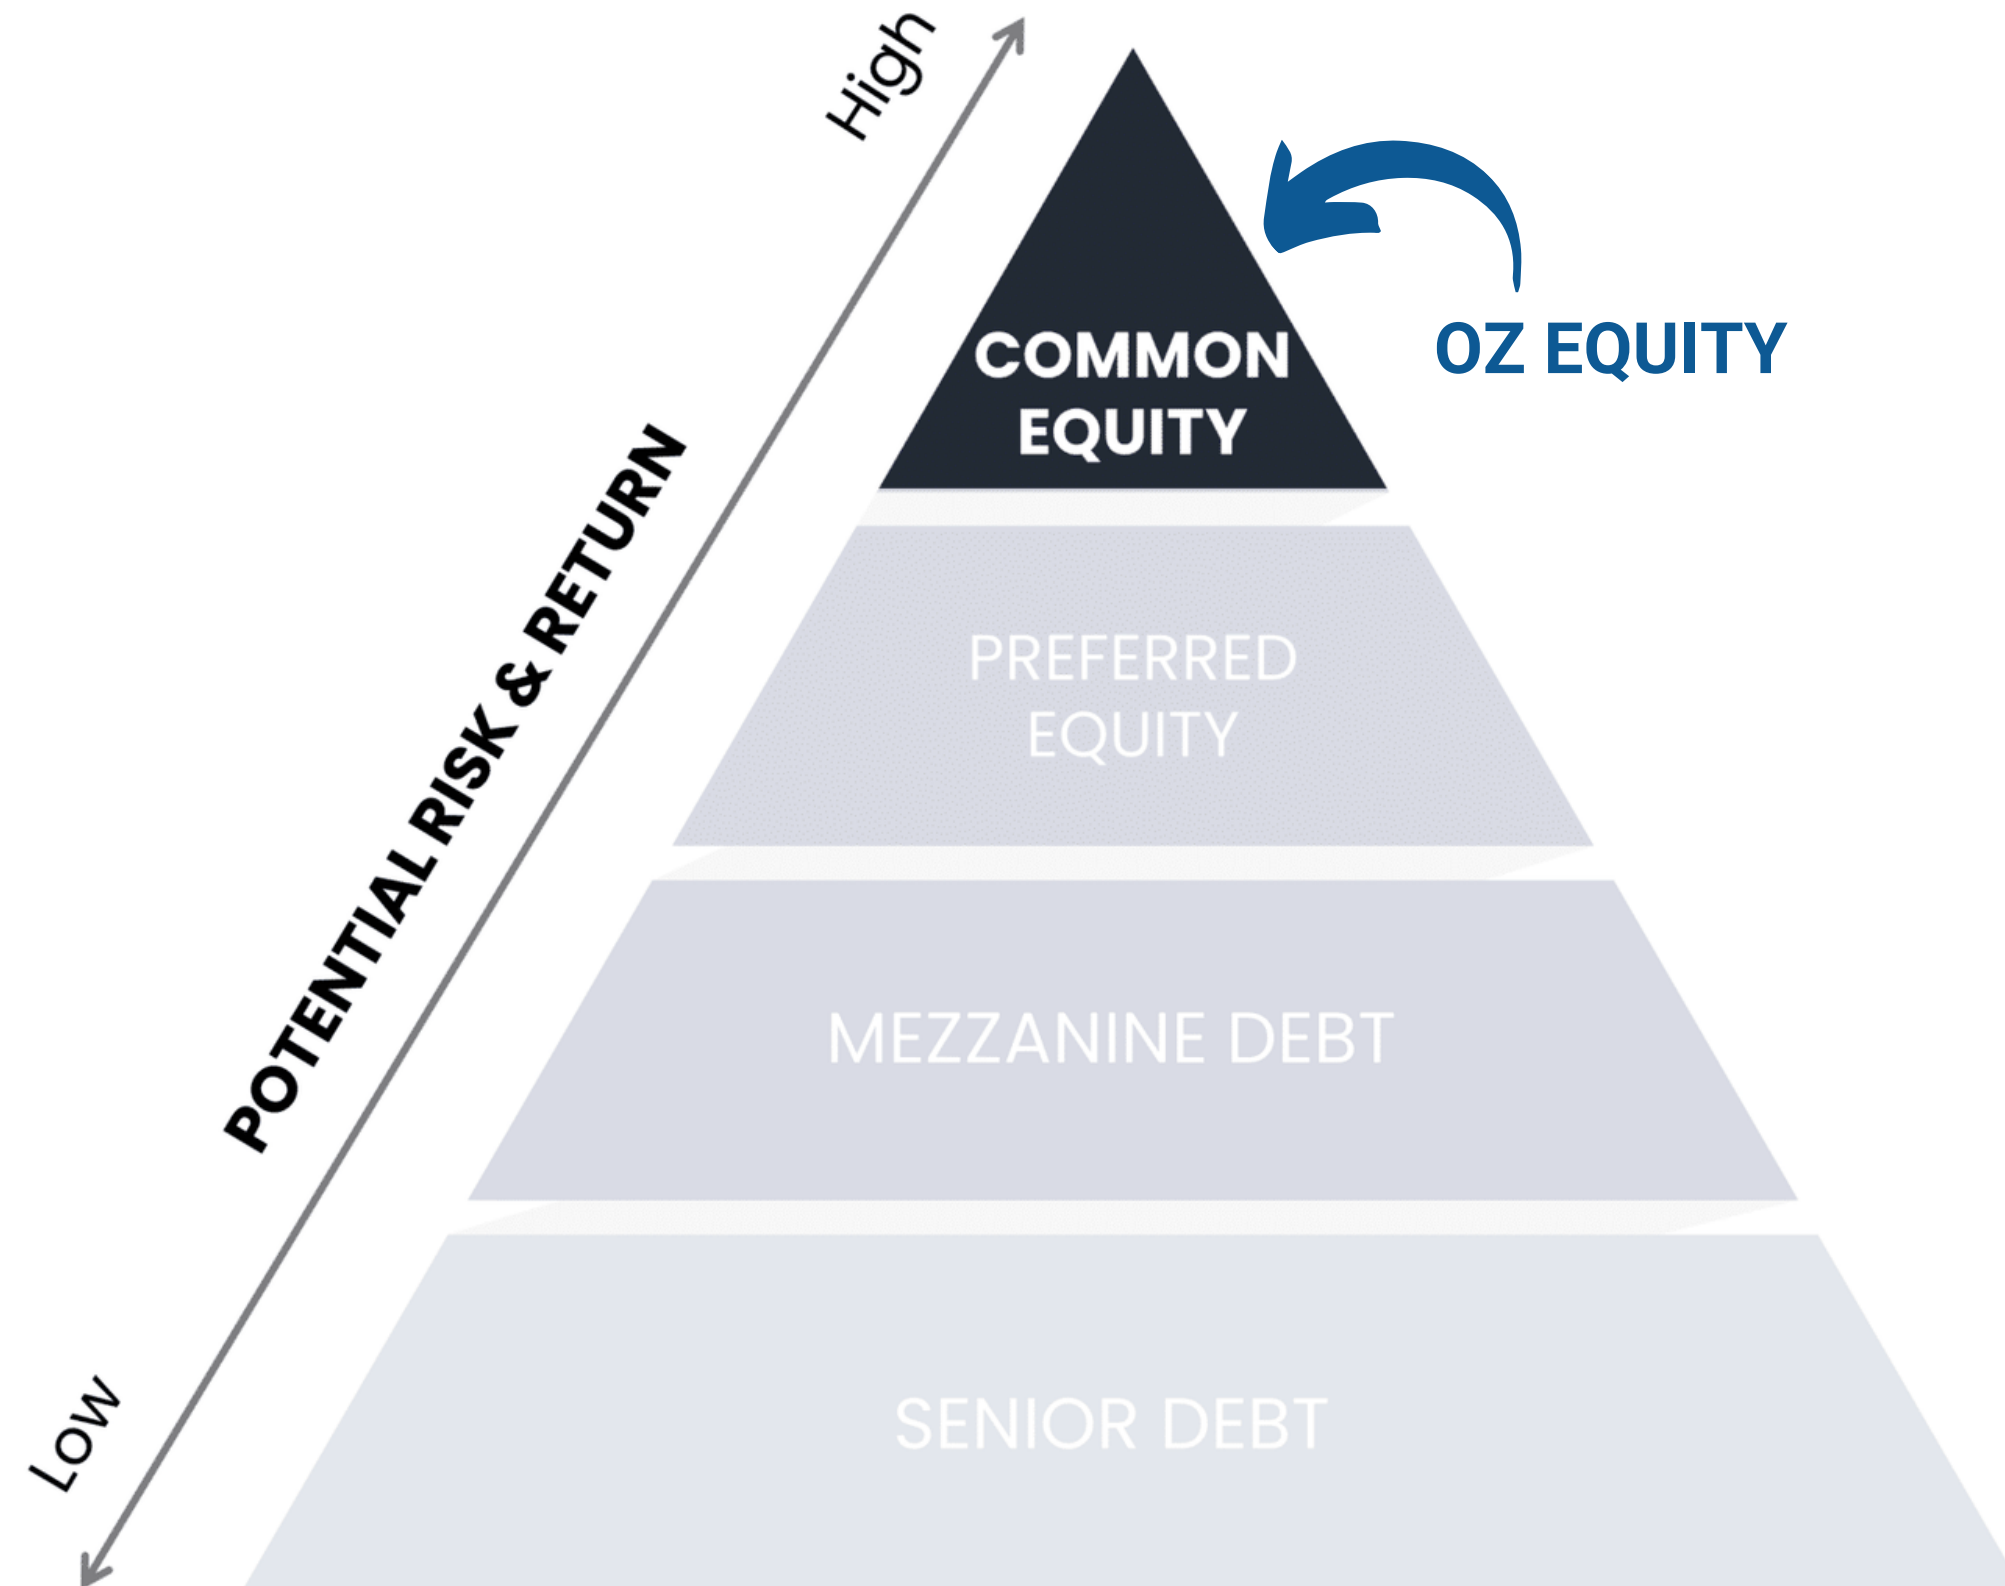 High
COMMON
EQUITY
OZ EQUITY
POTENTIAL RISK & RETURN
PREFERRED
EQUITY
MEZZANINE DEBT
Low
SENIOR DEBT